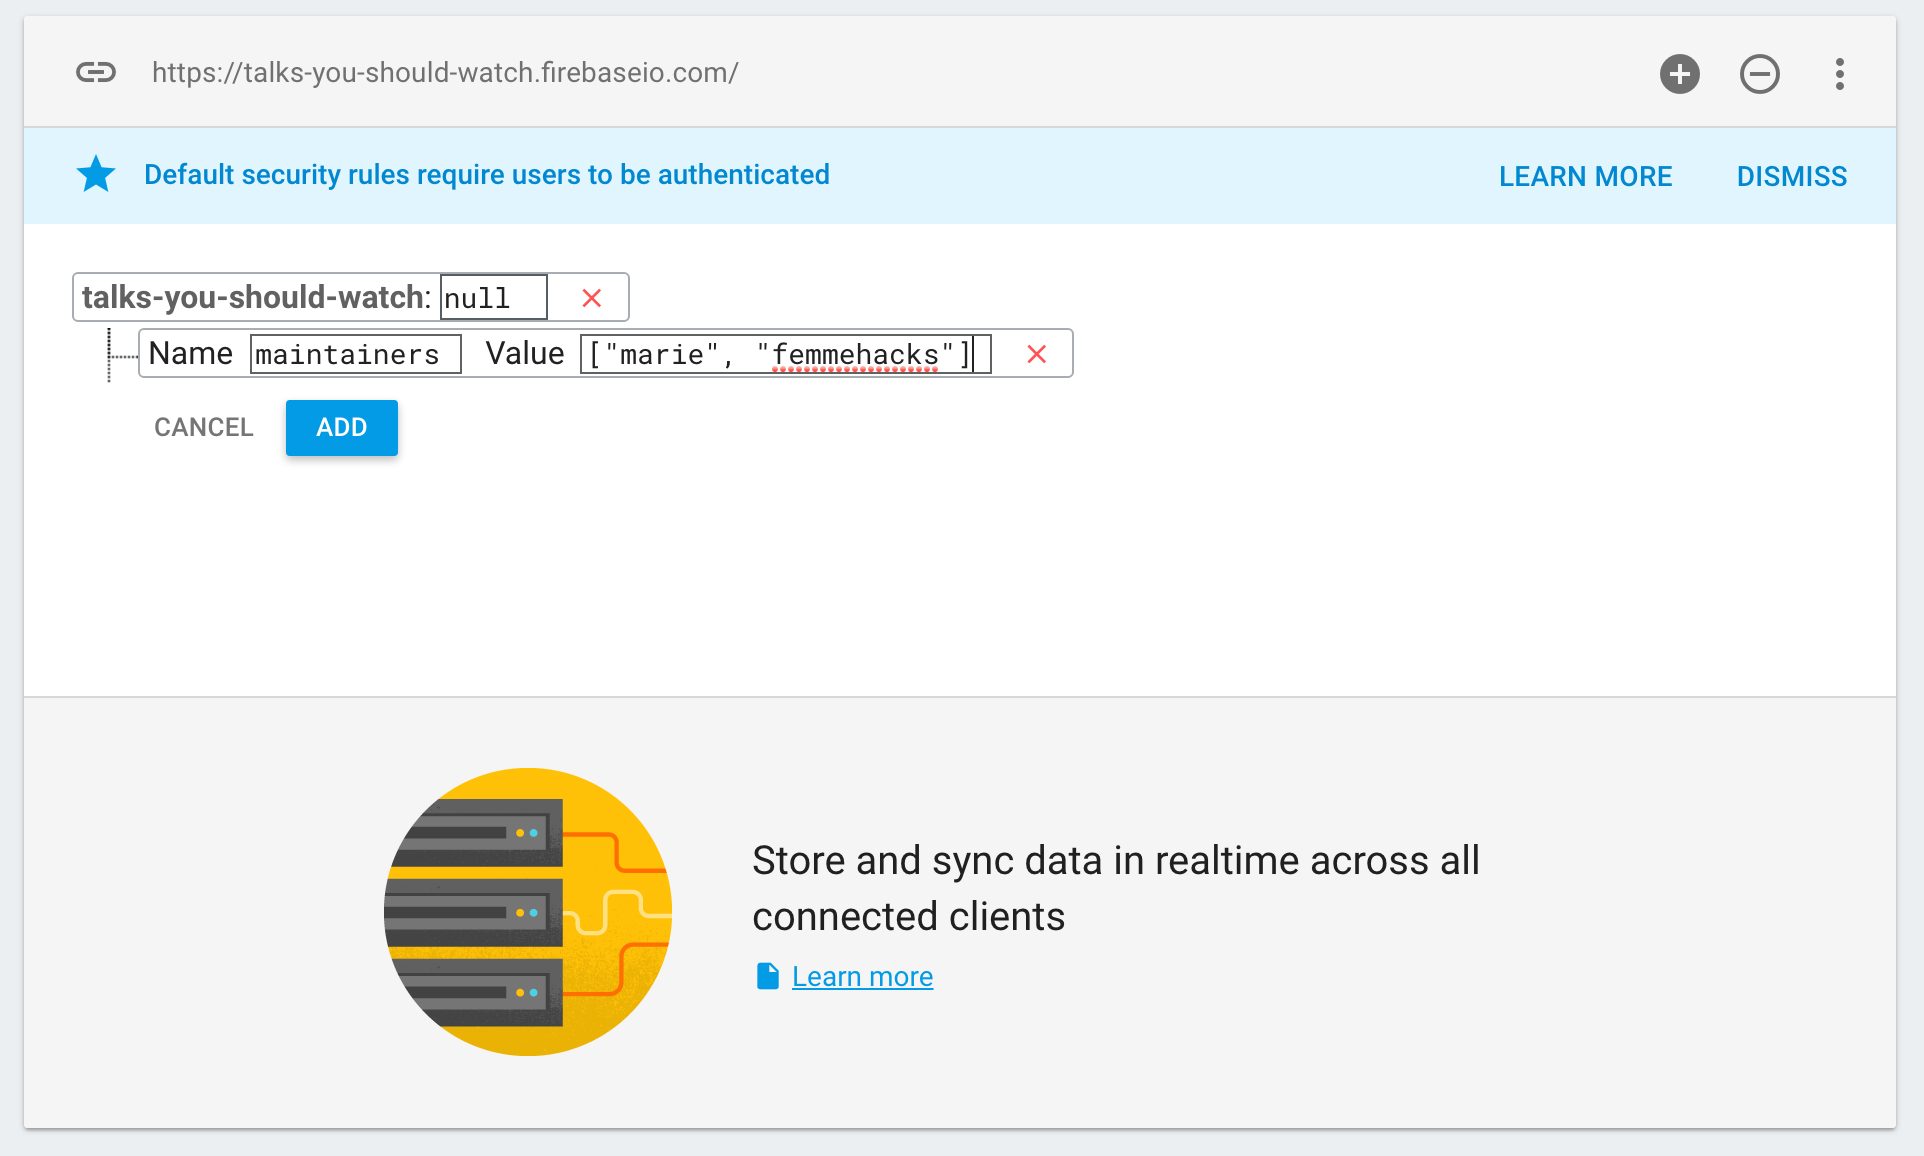 https://talks-you-should-watch.firebaseio.com/
Default security rules require users to be authenticated LEARN MORE DISMISS
talks-you-should-watch: null
Name maintainers Value ["marie", "femmehacks"]
CANCEL ADD
Store and sync data in realtime across all
connected clients
Learn more